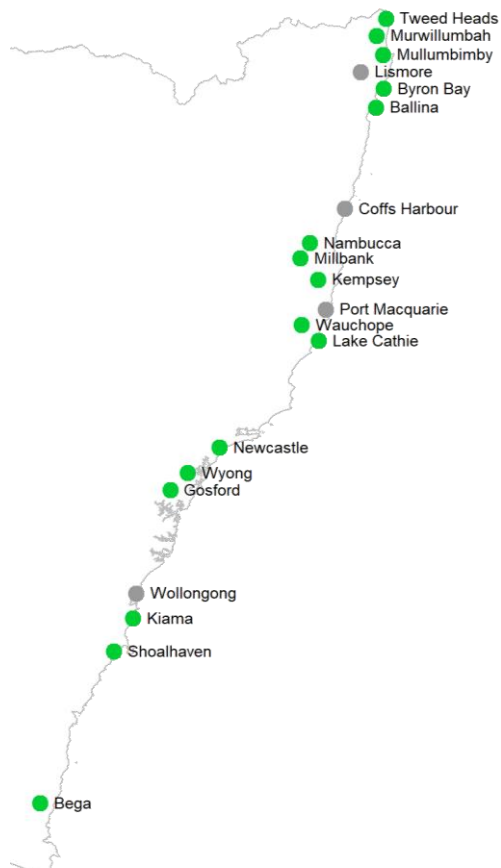 Tweed Heads
Murwillumbah
Mullumbimby
Lismore
Byron Bay
Ballina
Coffs Harbour
Nambucca
Millbank
Kempsey
Port Macquarie
Wauchope
Lake Cathie
Newcastle
Wyong
Gosford
Wollongong
Kiama
Shoalhaven
Bega